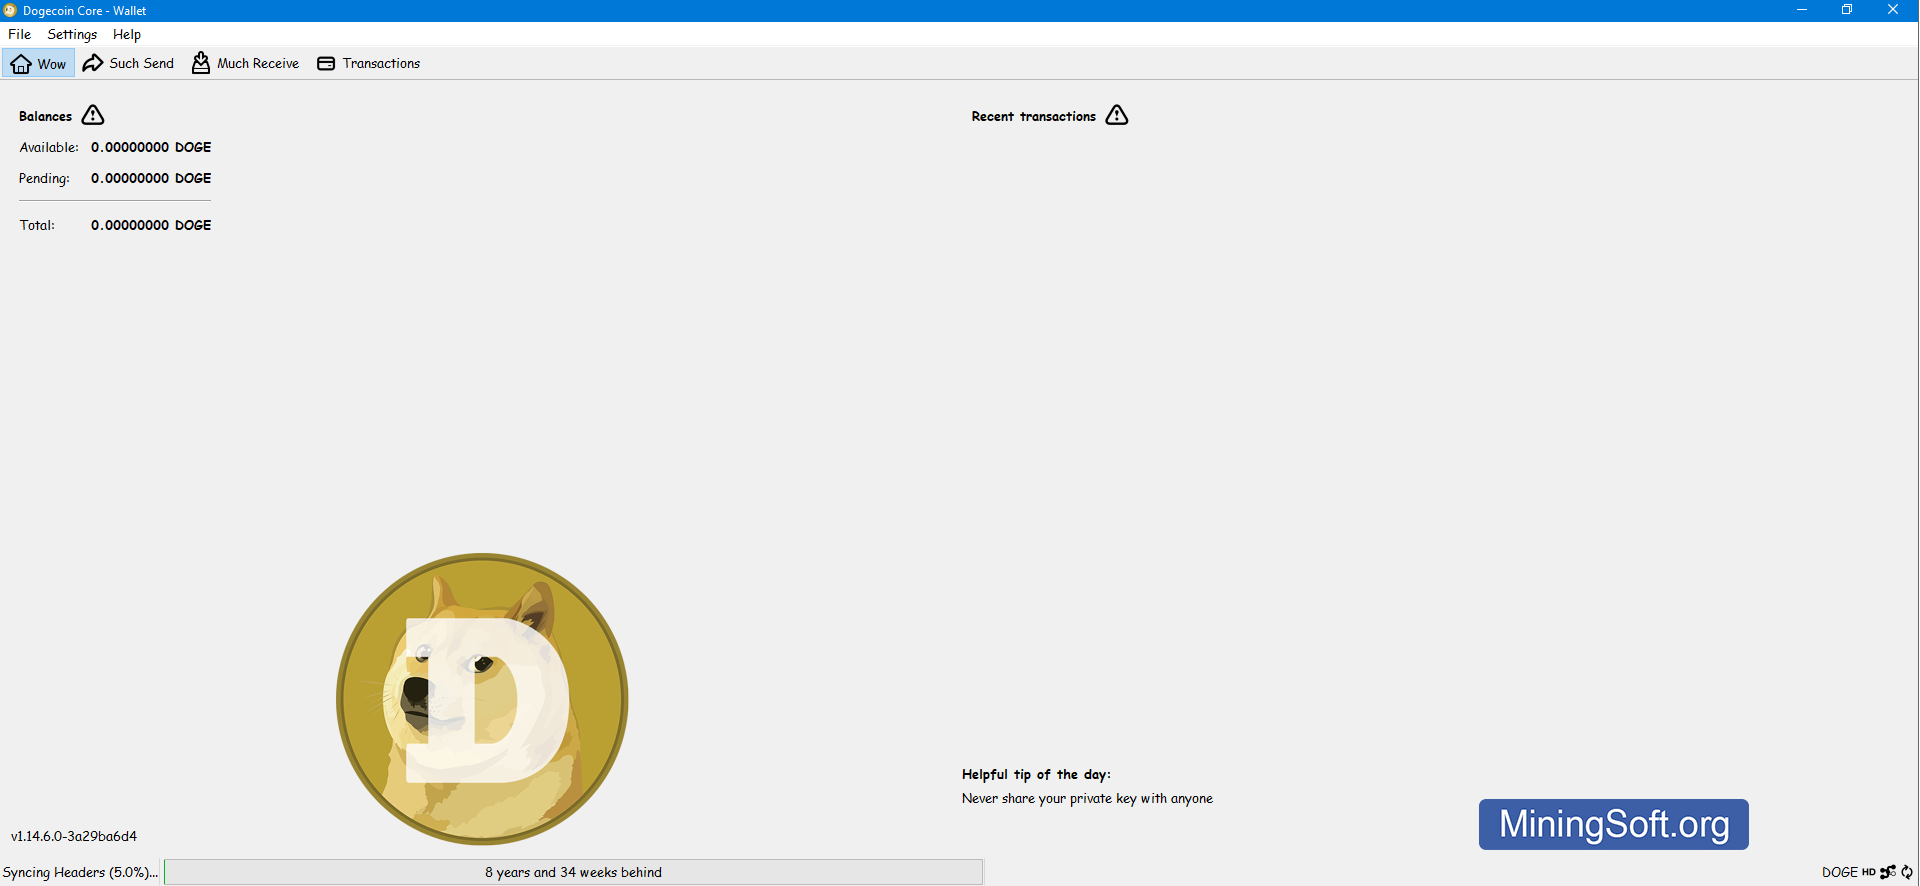 Dogecoin Core - Wallet
File Settings Help
Wow Such Send Much Receive Transactions
Balances
Available: 0.00000000 DOGE
Pending: 0.00000000 DOGE
Total: 0.00000000 DOGE
Recent transactions
D
Helpful tip of the day:
Never share your private key with anyone
MiningSoft.org
v1.14.6.0-3a29ba6d4
Syncing Headers (5.0%)... 8 years and 34 weeks behind DOGE HD